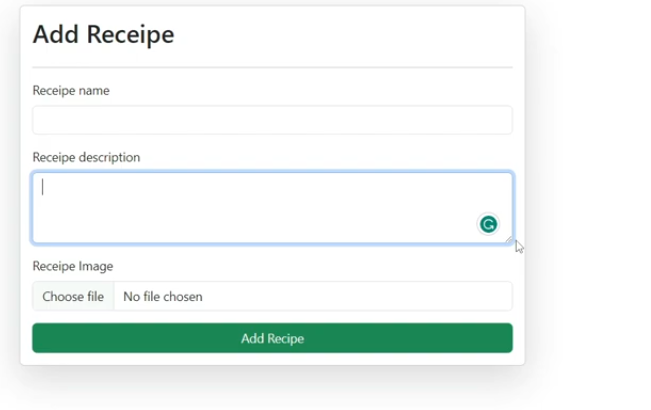 Add Receipe
Receipe name
Receipe description
Receipe Image
Choose file No file chosen
Add Recipe